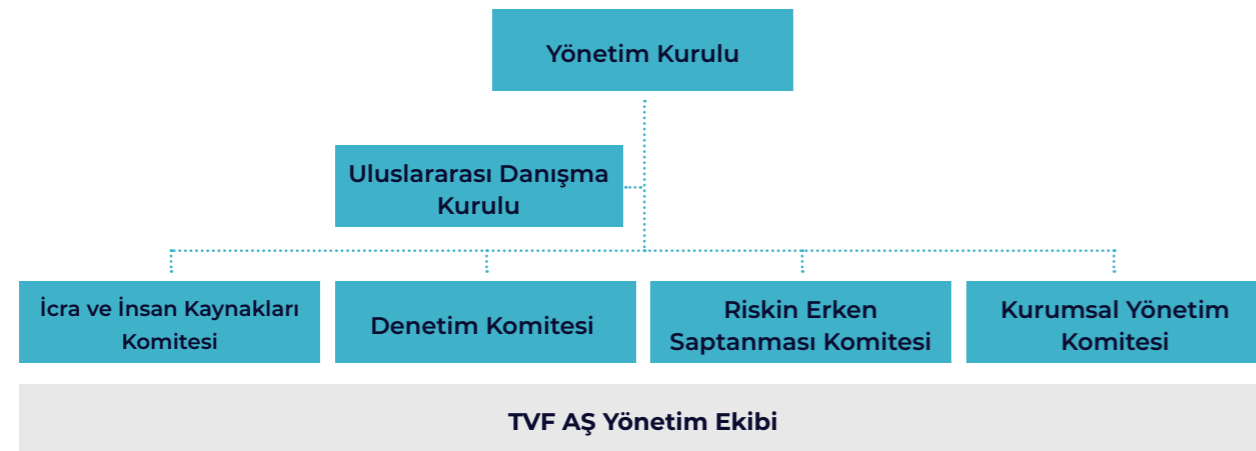 Yönetim Kurulu
Uluslararası Danışma
Kurulu
İcra ve İnsan Kaynakları
Komitesi
Denetim Komitesi
Riskin Erken
Saptanması Komitesi
Kurumsal Yönetim
Komitesi
TVF AŞ Yönetim Ekibi